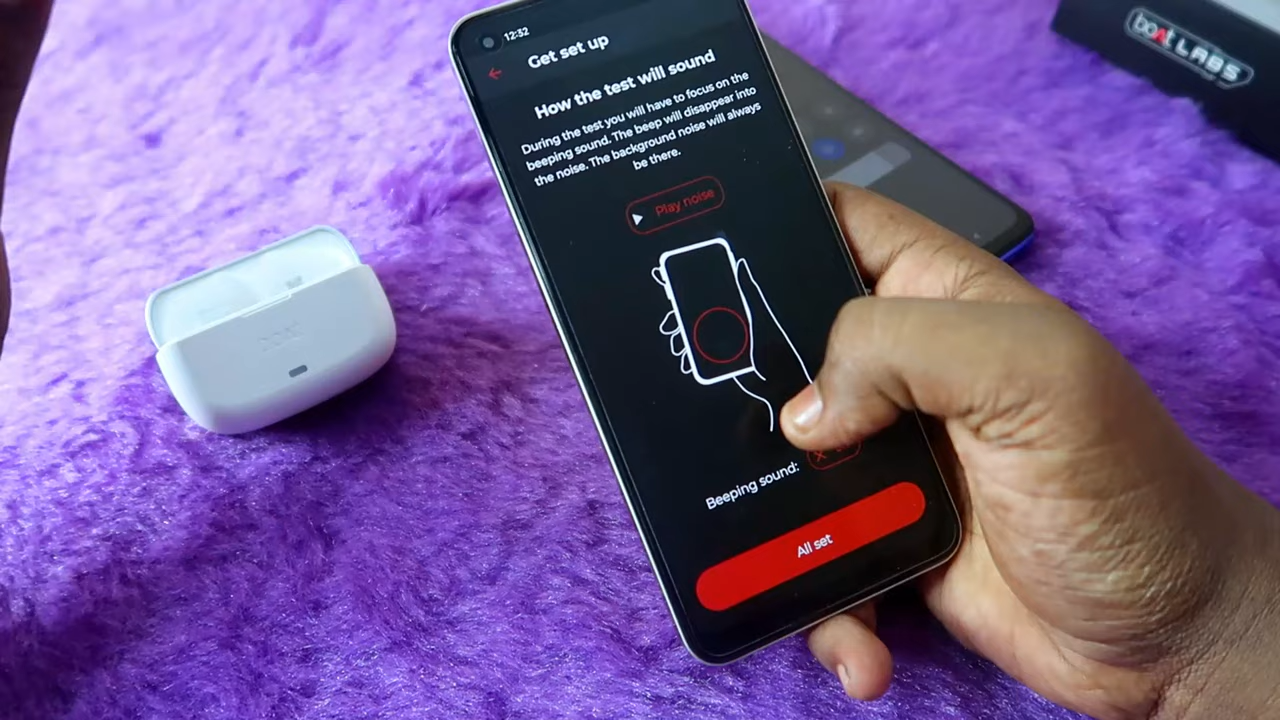 12:32
Get set up
How the test will sound
During the test you will have to focus on the
beeping sound. The beep will disappear into
the noise. The background noise will always
be there.
Play noise
Beeping sound:
All set
boAt LABS
boAt